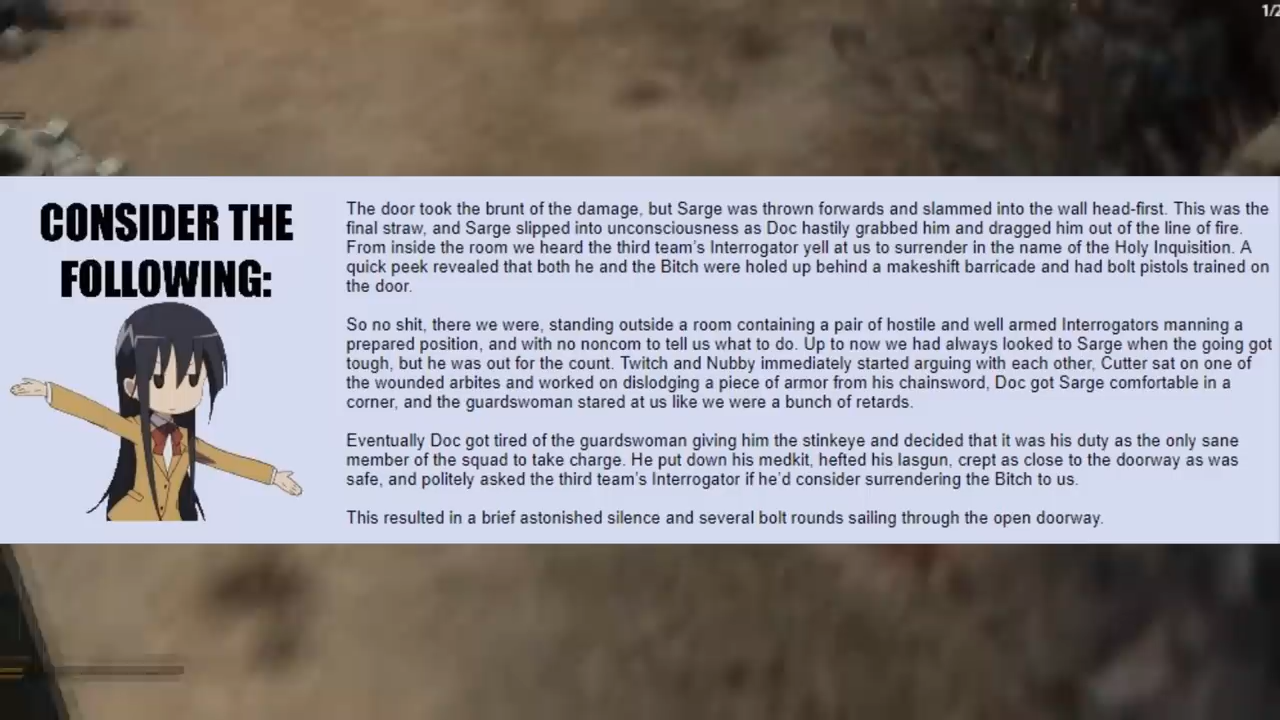 1/2
CONSIDER THE
FOLLOWING:
The door took the brunt of the damage, but Sarge was thrown forwards and slammed into the wall head-first. This was the
final straw, and Sarge slipped into unconsciousness as Doc hastily grabbed him and dragged him out of the line of fire.
From inside the room we heard the third team's Interrogator yell at us to surrender in the name of the Holy Inquisition. A
quick peek revealed that both he and the Bitch were holed up behind a makeshift barricade and had bolt pistols trained on
the door.
So no shit, there we were, standing outside a room containing a pair of hostile and well armed Interrogators manning a
prepared position, and with no noncom to tell us what to do. Up to now we had always looked to Sarge when the going got
tough, but he was out for the count. Twitch and Nubby immediately started arguing with each other, Cutter sat on one of
the wounded arbites and worked on dislodging a piece of armor from his chainsword, Doc got Sarge comfortable in a
corner, and the guardswoman stared at us like we were a bunch of retards.
Eventually Doc got tired of the guardswoman giving him the stinkeye and decided that it was his duty as the only sane
member of the squad to take charge. He put down his medkit, hefted his lasgun, crept as close to the doorway as was
safe, and politely asked the third team's Interrogator if he'd consider surrendering the Bitch to us.
This resulted in a brief astonished silence and several bolt rounds sailing through the open doorway.